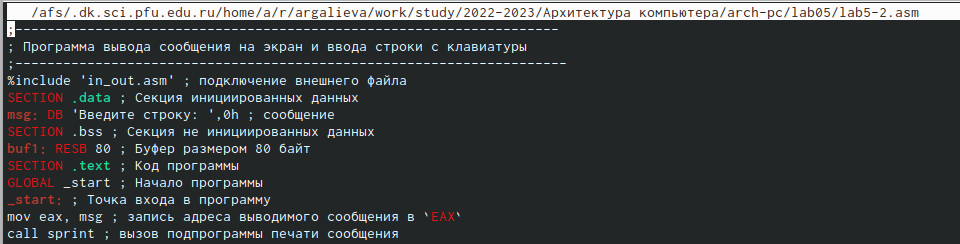 /afs/.dk.sci.pfu.edu.ru/home/a/r/argalieva/work/study/2022-2023/Архитектура компьютера/arch-pc/lab05/lab5-2.asm
;--------------------------------------------------------------------
; Программа вывода сообщения на экран и ввода строки с клавиатуры
;---------------------------------------------------------------------
%include 'in_out.asm' ; подключение внешнего файла
SECTION .data ; Секция инициированных данных
msg: DB 'Введите строку: ',0h ; сообщение
SECTION .bss ; Секция не инициированных данных
buf1: RESB 80 ; Буфер размером 80 байт
SECTION .text ; Код программы
GLOBAL _start ; Начало программы
_start: ; Точка входа в программу
mov eax, msg ; запись адреса выводимого сообщения в `EAX`
call sprint ; вызов подпрограммы печати сообщения